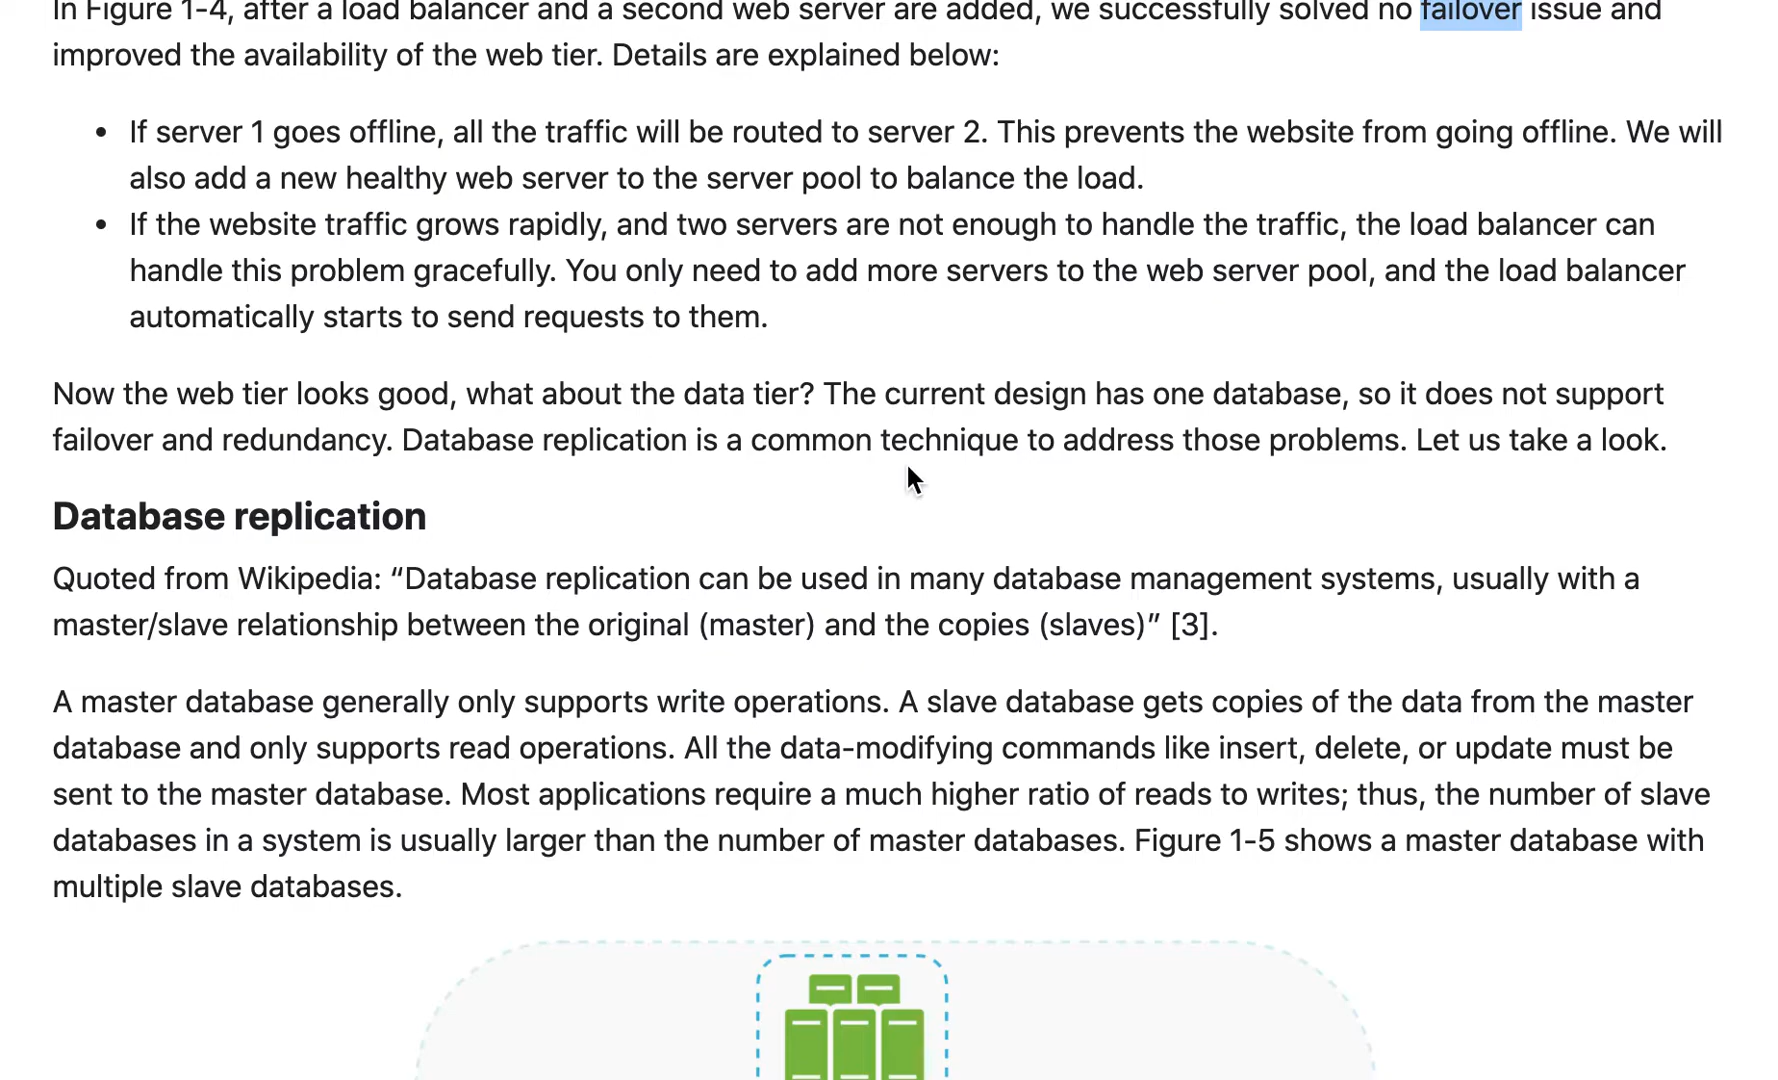 In Figure 1-4, after a load balancer and a second web server are added, we successfully solved no failover issue and
improved the availability of the web tier. Details are explained below:
• If server 1 goes offline, all the traffic will be routed to server 2. This prevents the website from going offline. We will
also add a new healthy web server to the server pool to balance the load.
• If the website traffic grows rapidly, and two servers are not enough to handle the traffic, the load balancer can
handle this problem gracefully. You only need to add more servers to the web server pool, and the load balancer
automatically starts to send requests to them.
Now the web tier looks good, what about the data tier? The current design has one database, so it does not support
failover and redundancy. Database replication is a common technique to address those problems. Let us take a look.
Database replication
Quoted from Wikipedia: “Database replication can be used in many database management systems, usually with a
master/slave relationship between the original (master) and the copies (slaves)” [3].
A master database generally only supports write operations. A slave database gets copies of the data from the master
database and only supports read operations. All the data-modifying commands like insert, delete, or update must be
sent to the master database. Most applications require a much higher ratio of reads to writes; thus, the number of slave
databases in a system is usually larger than the number of master databases. Figure 1-5 shows a master database with
multiple slave databases.